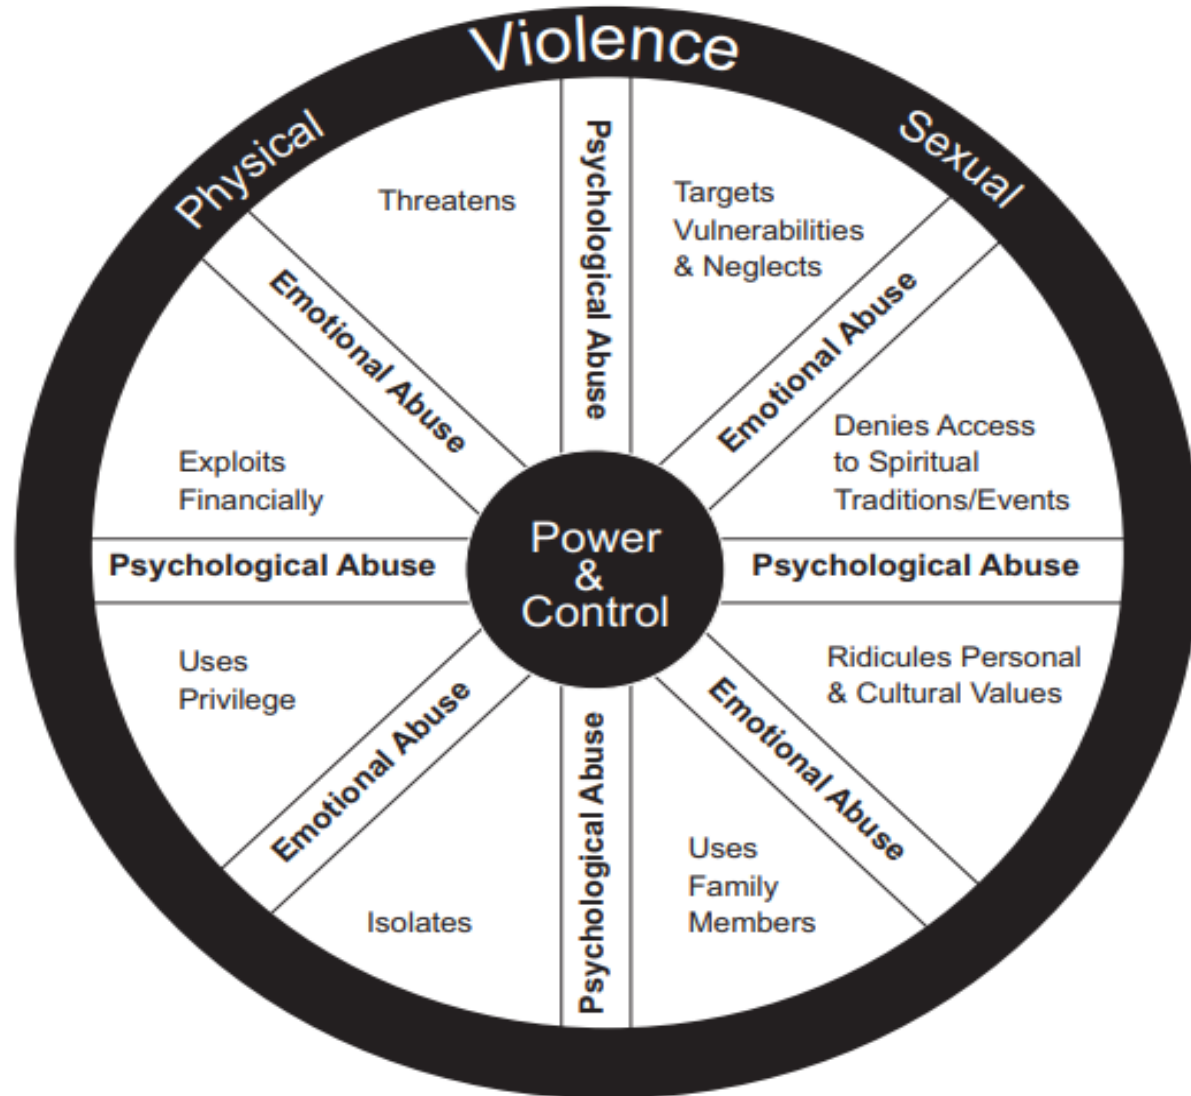 Violence
Physical
Sexual
Psychological Abuse
Threatens
Targets
Vulnerabilities
& Neglects
Emotional Abuse
Emotional Abuse
Exploits
Financially
Denies Access
to Spiritual
Traditions/Events
Psychological Abuse
Power
&
Control
Psychological Abuse
Uses
Privilege
Ridicules Personal
& Cultural Values
Emotional Abuse
Emotional Abuse
Isolates
Psychological Abuse
Uses
Family
Members